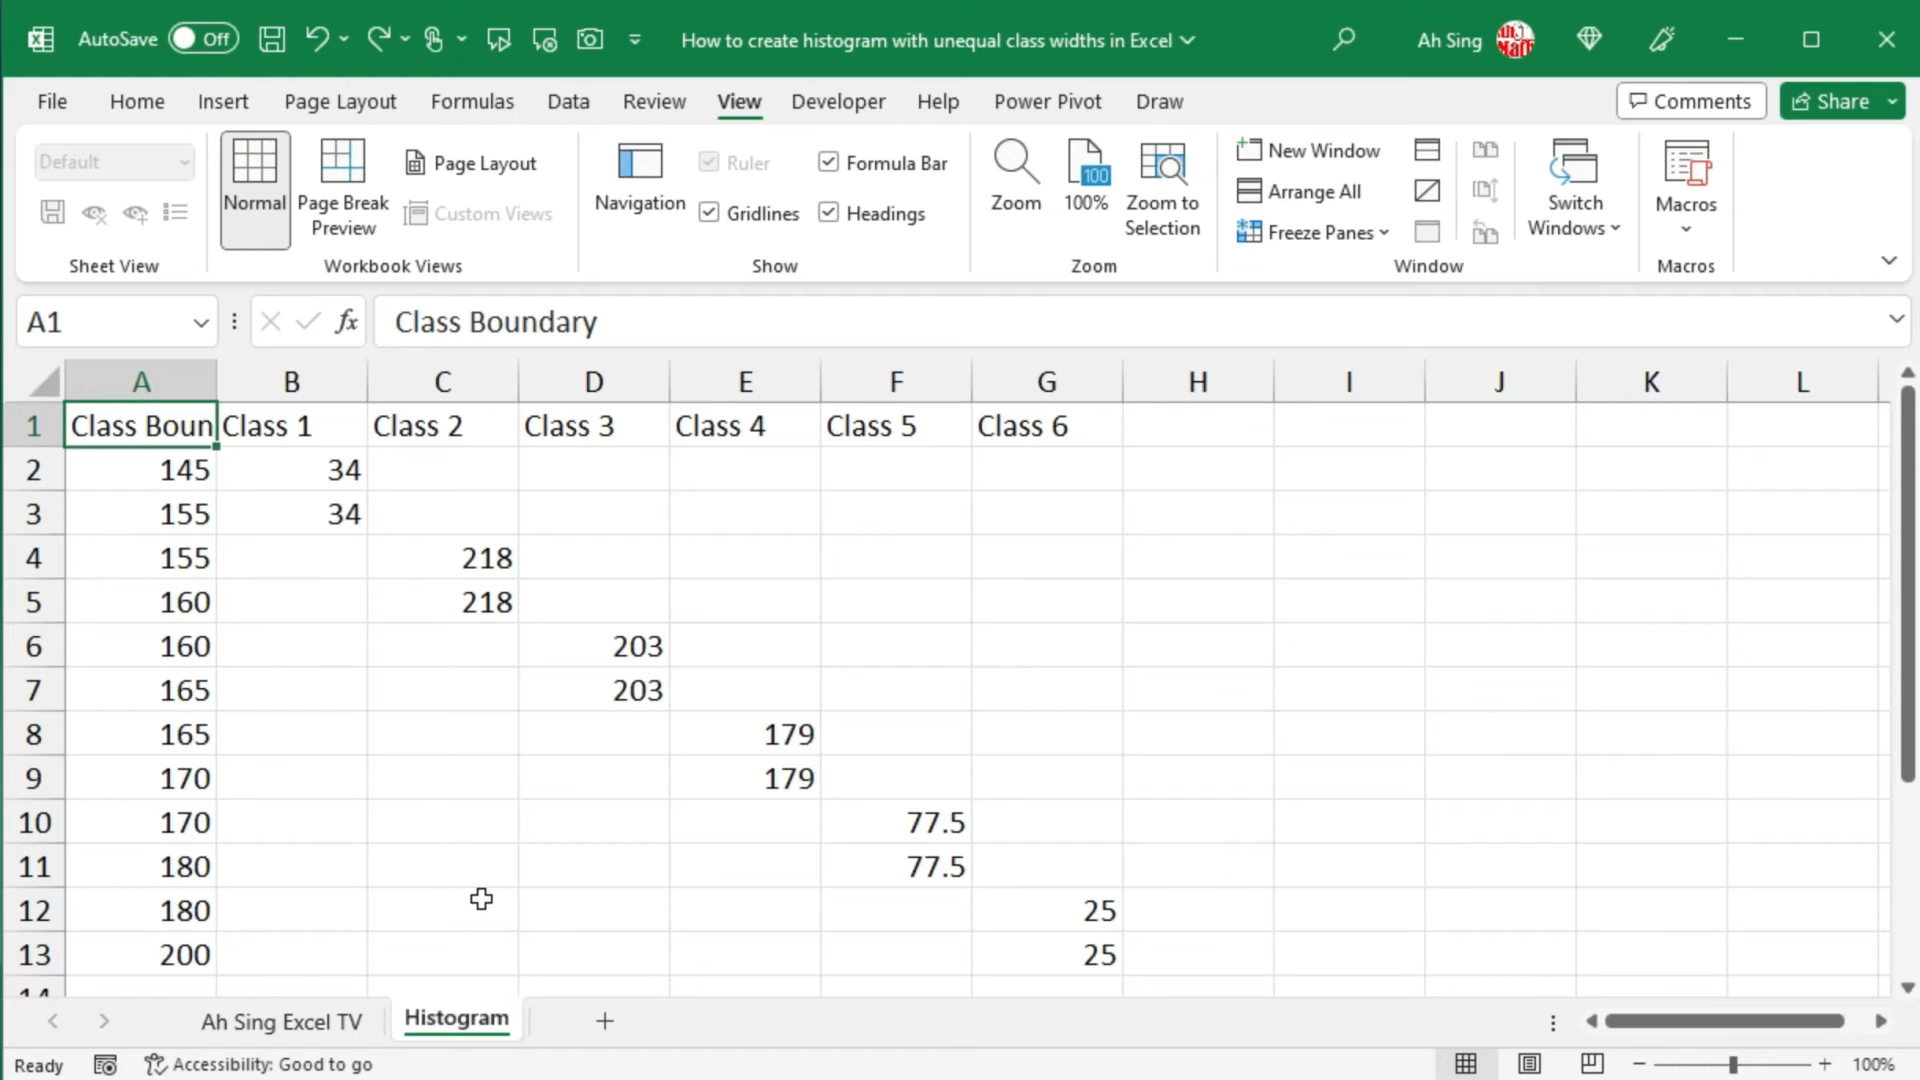 AutoSave Off How to create histogram with unequal class widths in Excel Ah Sing
File Home Insert Page Layout Formulas Data Review View Developer Help Power Pivot Draw Comments Share
Default
Normal
Page Break
Preview
Page Layout
Custom Views
Navigation
Ruler
Gridlines
Formula Bar
Headings
Zoom
100
100%
Zoom to
Selection
New Window
Arrange All
Freeze Panes
Switch
Windows
Macros
Sheet View Workbook Views Show Zoom Window Macros
A1 fx Class Boundary
A B C D E F G H I J K L
1 Class Boun Class 1 Class 2 Class 3 Class 4 Class 5 Class 6
2 145 34
3 155 34
4 155 218
5 160 218
6 160 203
7 165 203
8 165 179
9 170 179
10 170 77.5
11 180 77.5
12 180 25
13 200 25
14
Ah Sing Excel TV Histogram
Ready Accessibility: Good to go 100%